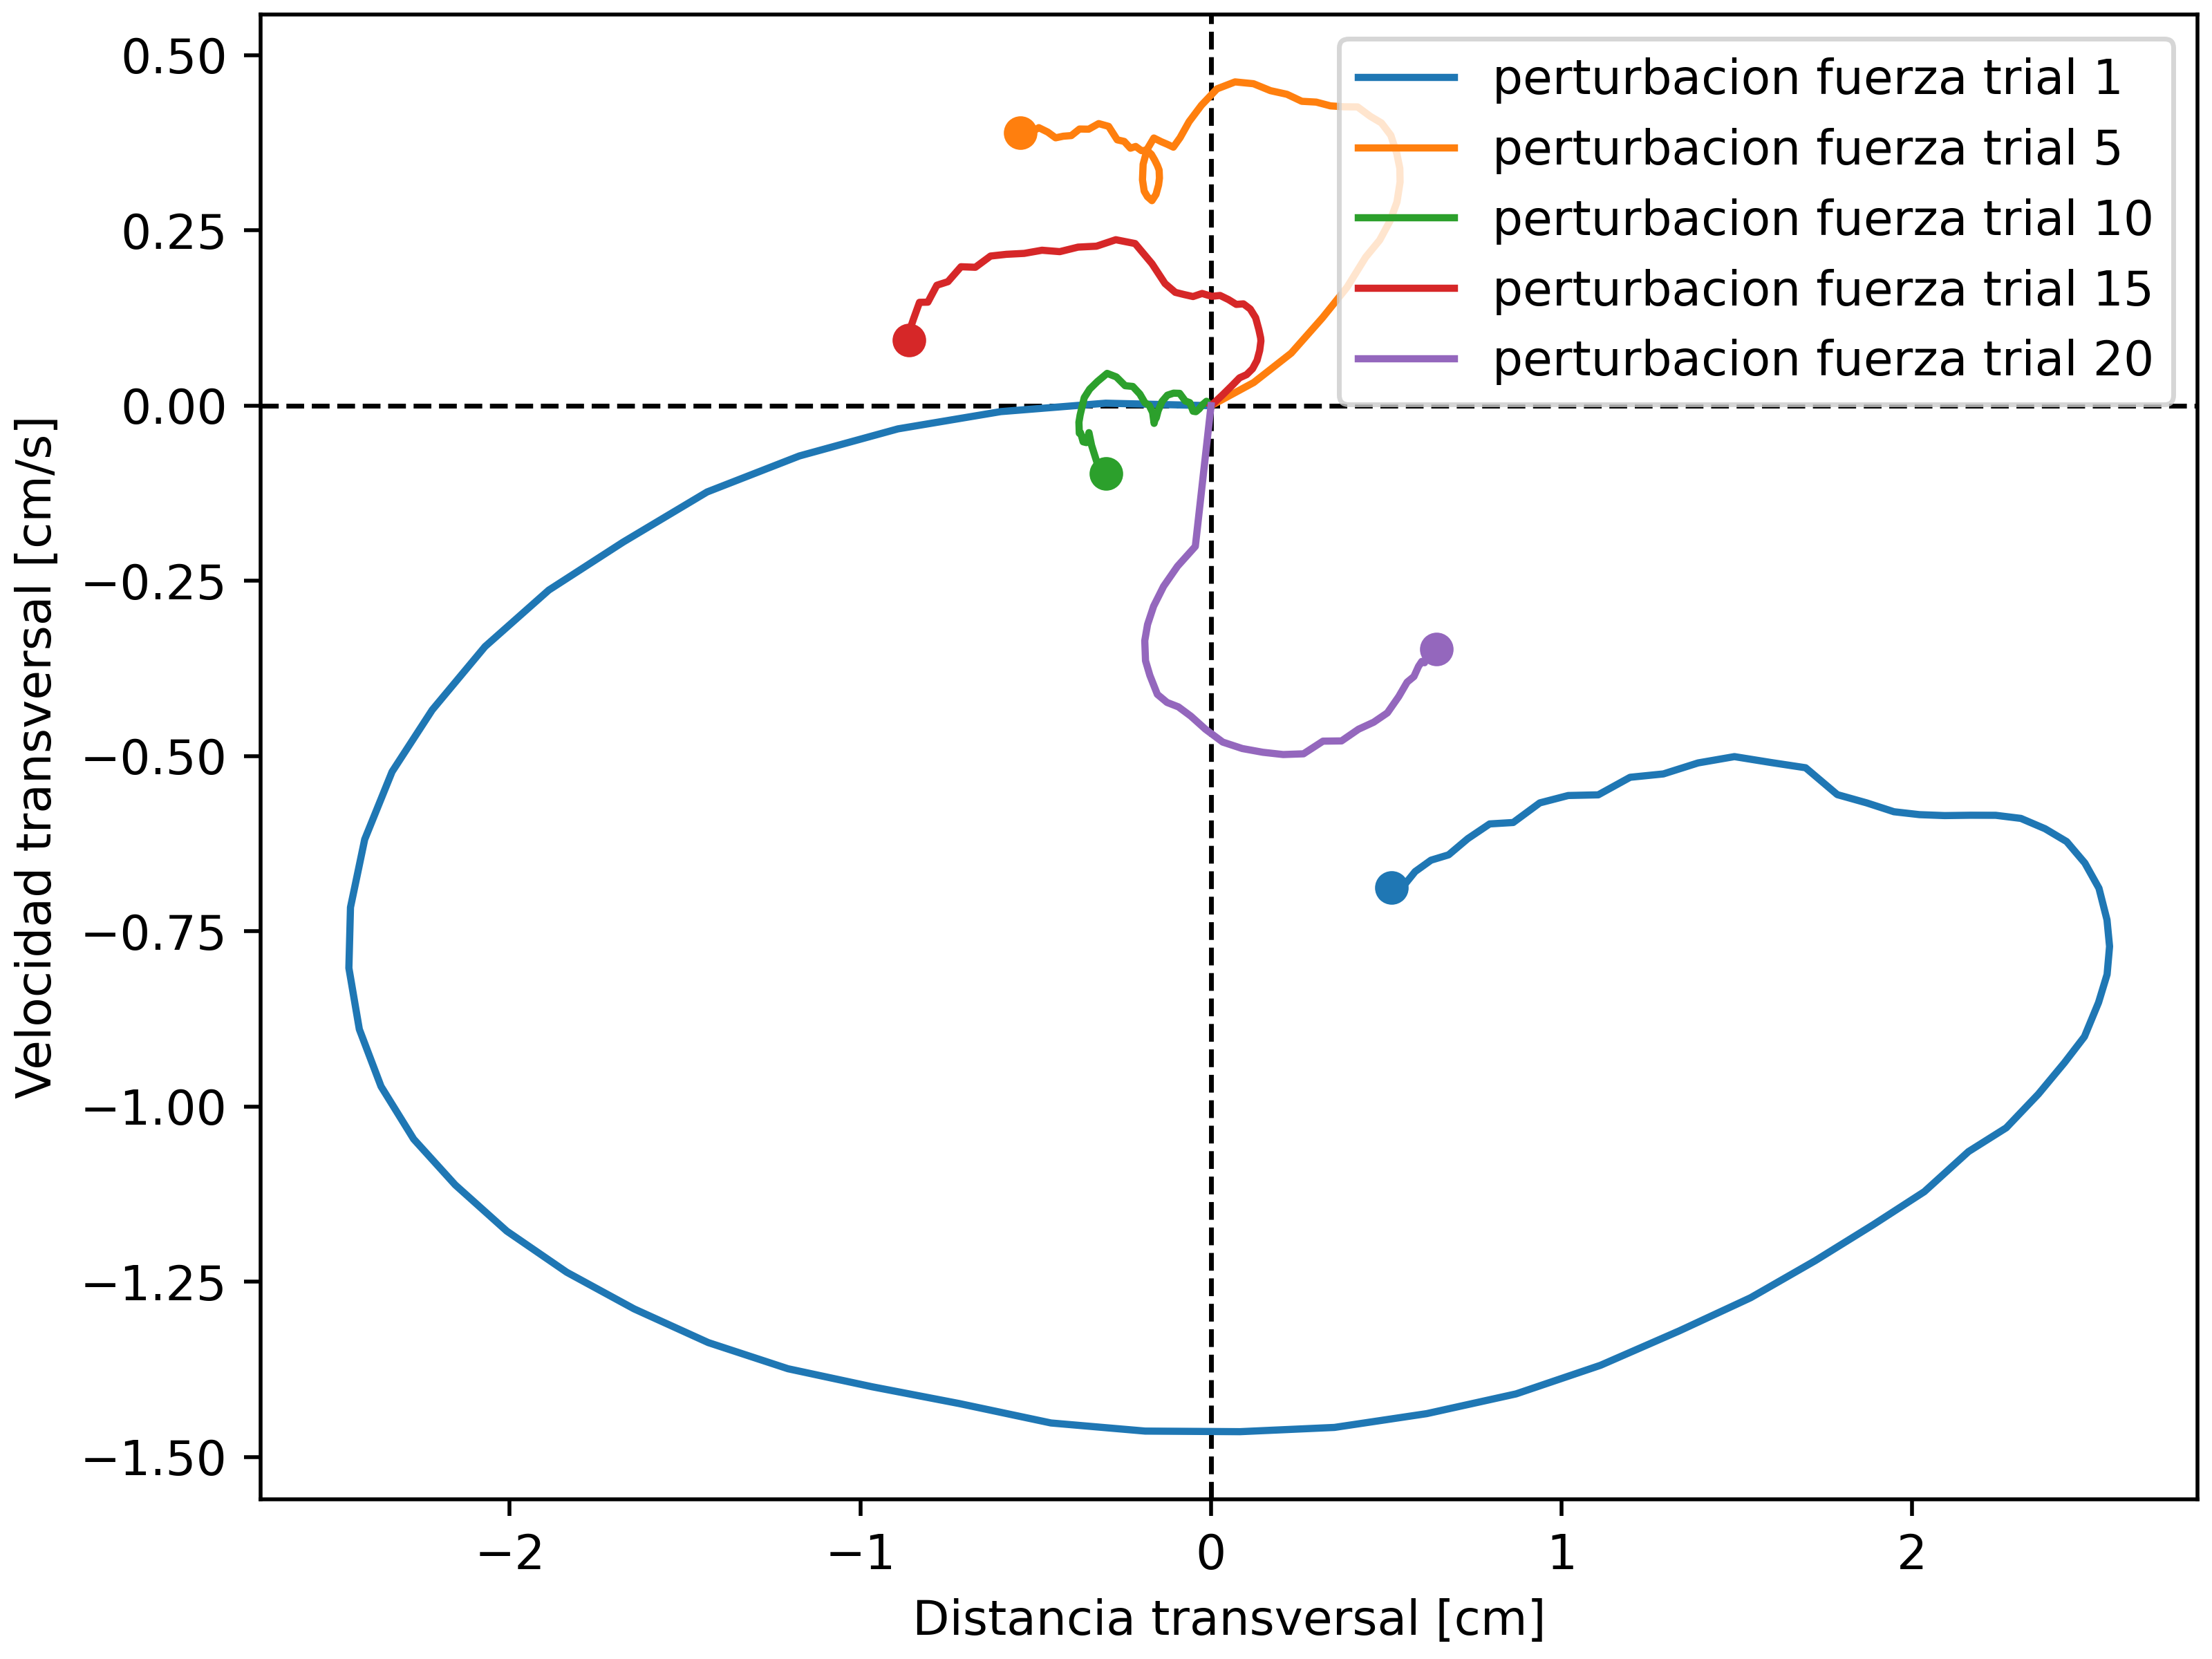 0.50
0.25
0.00
−0.25
−0.50
−0.75
−1.00
−1.25
−1.50
Velocidad transversal [cm/s]
perturbacion fuerza trial 1
perturbacion fuerza trial 5
perturbacion fuerza trial 10
perturbacion fuerza trial 15
perturbacion fuerza trial 20
−2 −1 0 1 2
Distancia transversal [cm]